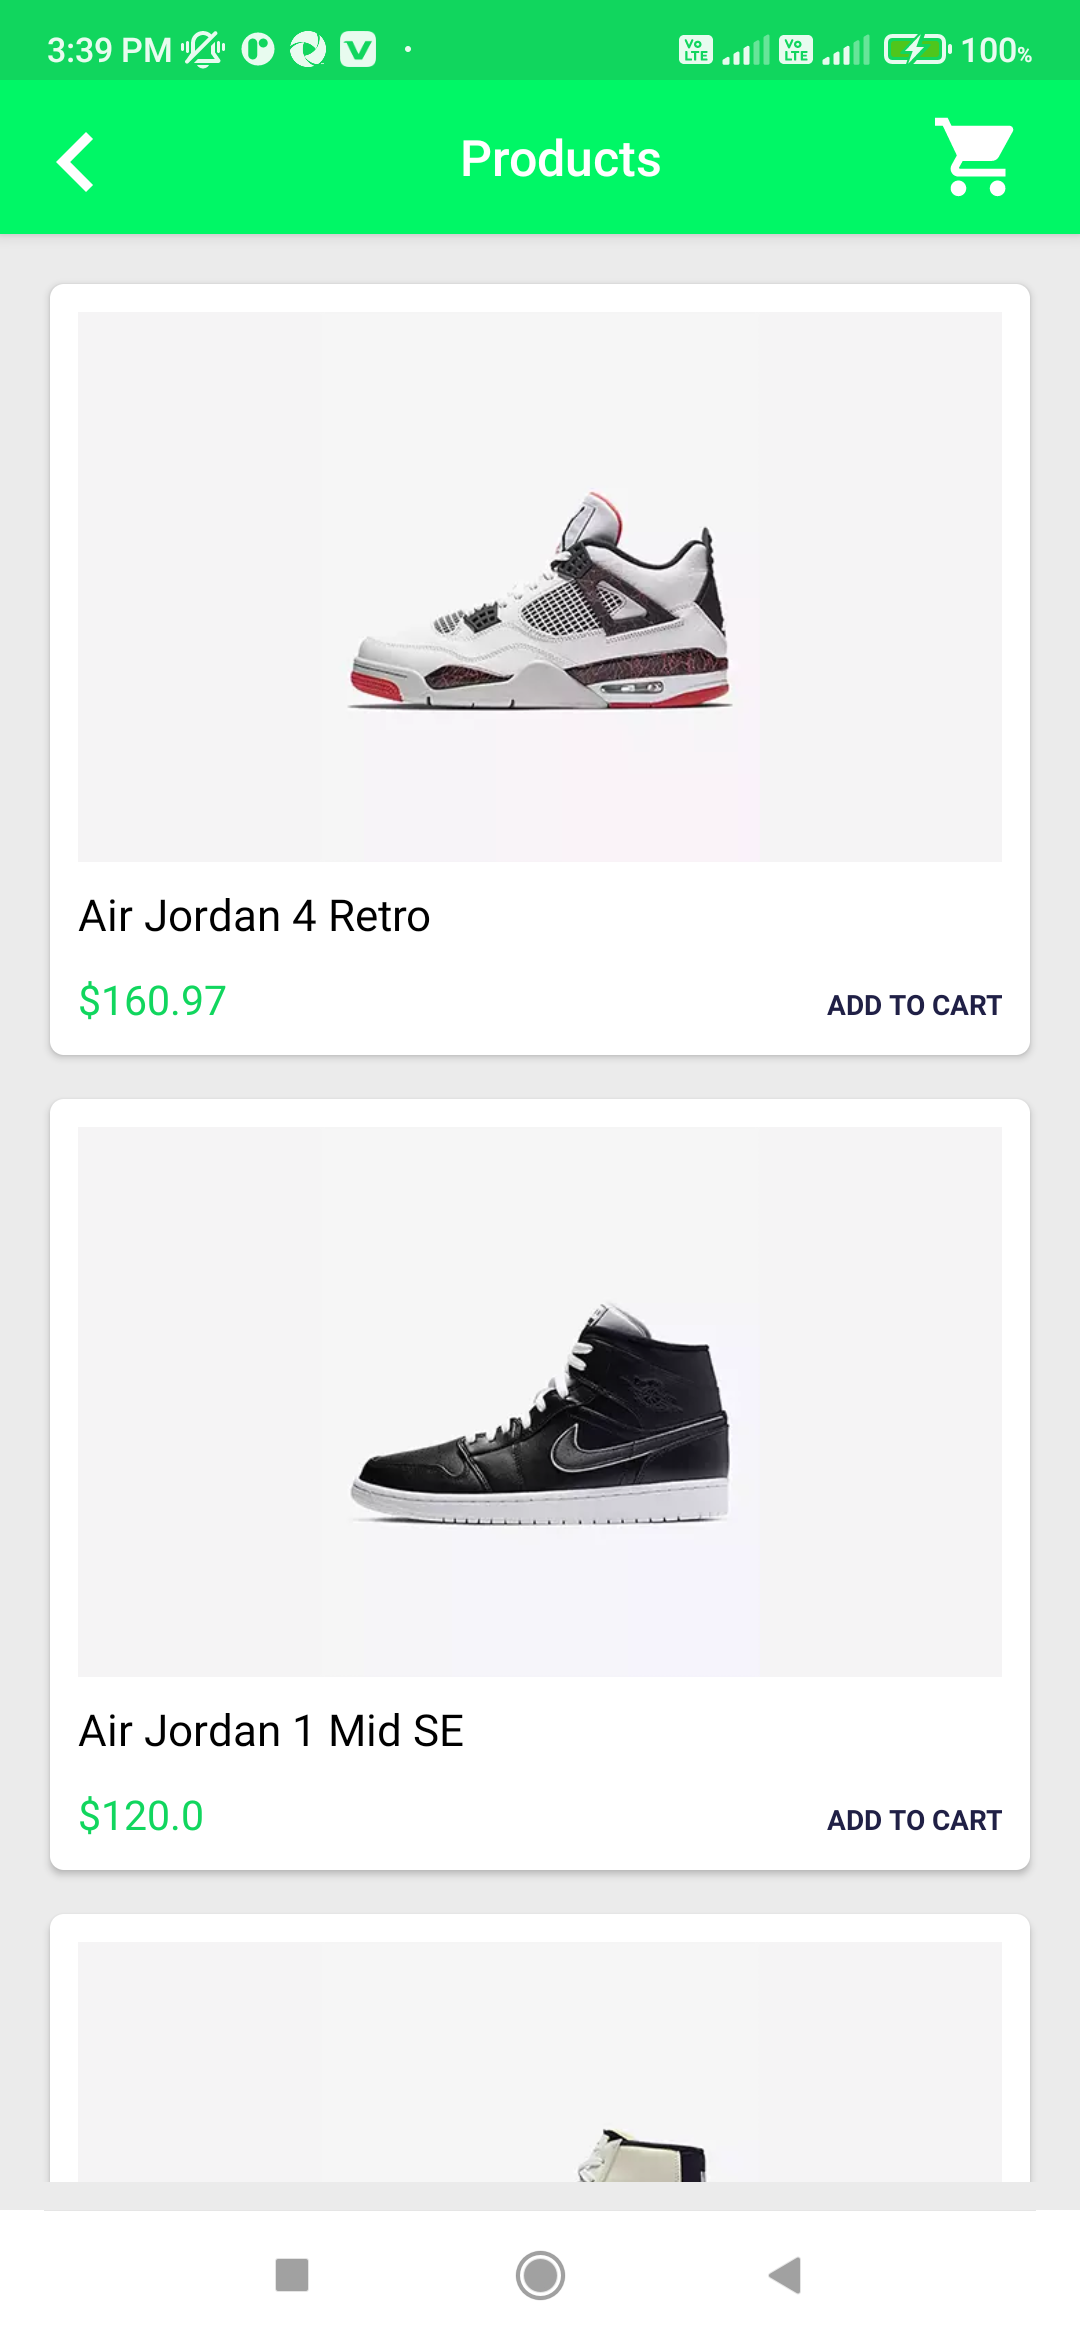 3:39 PM
Vo LTE
Vo LTE
100%
Products
Air Jordan 4 Retro
$160.97
ADD TO CART
Air Jordan 1 Mid SE
$120.0
ADD TO CART